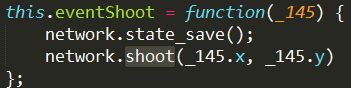 this.eventShoot = function(_145) {
    network.state_save();
    network.shoot(_145.x, _145.y)
};